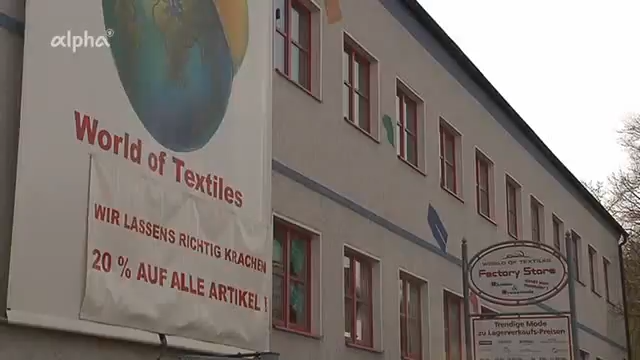 alpha
World of Textiles
WIR LASSENS RICHTIG KRACHEN
20 % AUF ALLE ARTIKEL !
WORLD OF TEXTILES
Factory Store
Trendige Mode
zu Lagerverkaufs-Preisen